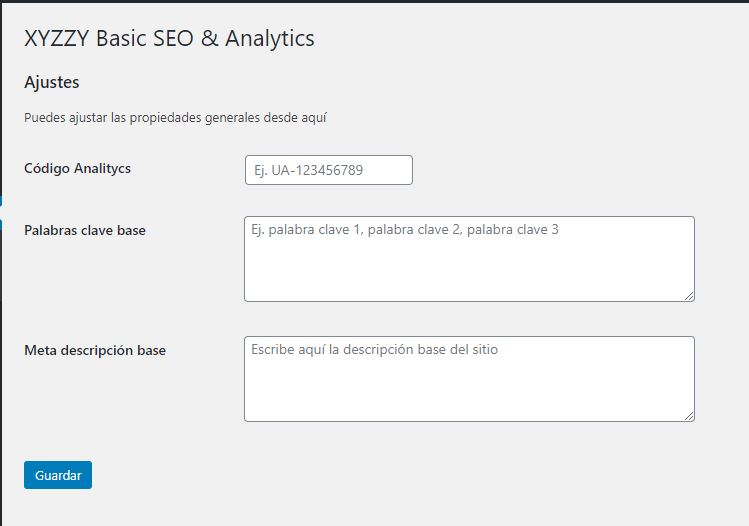 XYZZY Basic SEO & Analytics
Ajustes
Puedes ajustar las propiedades generales desde aquí
Código Analitycs
Ej. UA-123456789
Palabras clave base
Ej. palabra clave 1, palabra clave 2, palabra clave 3
Meta descripción base
Escribe aquí la descripción base del sitio
Guardar